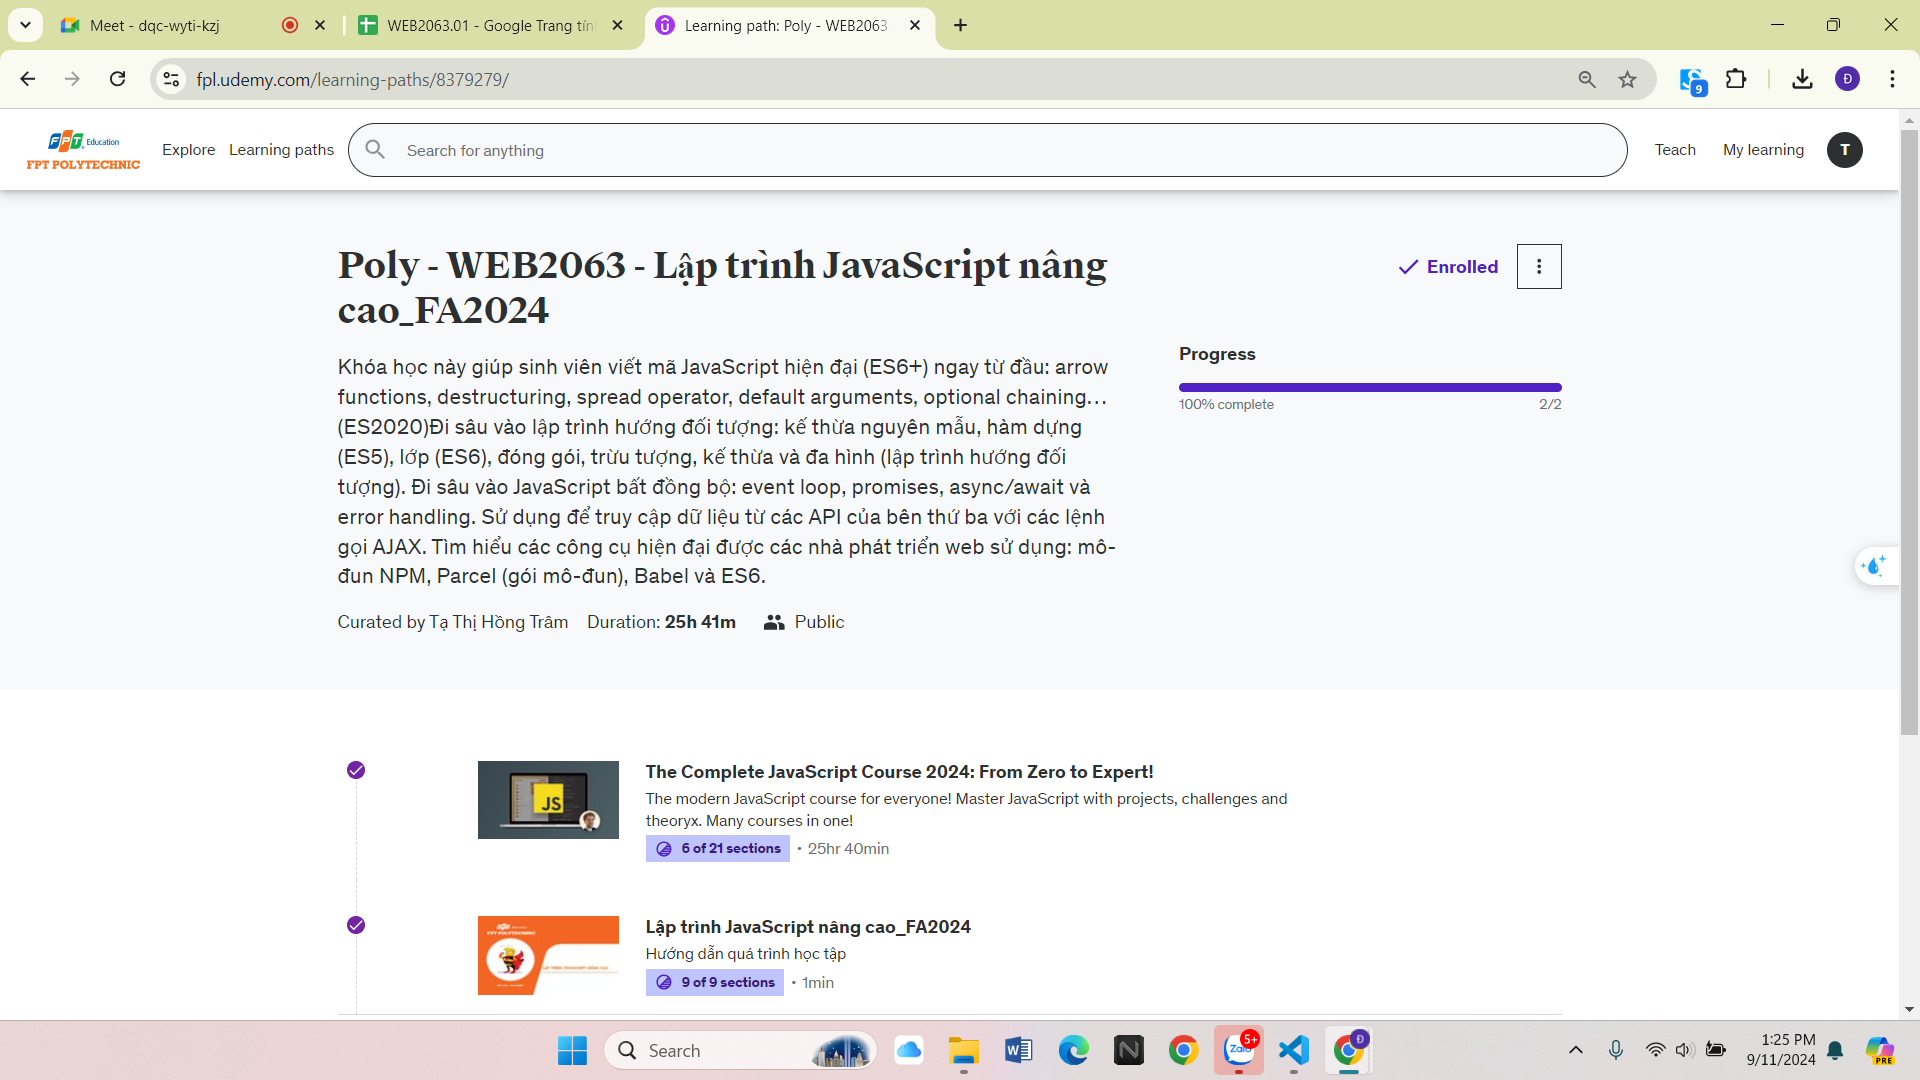 Meet - dqc-wyti-kzj
WEB2063.01 - Google Trang tín
Learning path: Poly - WEB2063
fpl.udemy.com/learning-paths/8379279/
9
Đ
FPT Education
FPT POLYTECHNIC
Explore
Learning paths
Search for anything
Teach
My learning
T
Poly - WEB2063 - Lập trình JavaScript nâng
cao_FA2024
Enrolled
Khóa học này giúp sinh viên viết mã JavaScript hiện đại (ES6+) ngay từ đầu: arrow
functions, destructuring, spread operator, default arguments, optional chaining…
(ES2020)Đi sâu vào lập trình hướng đối tượng: kế thừa nguyên mẫu, hàm dựng
(ES5), lớp (ES6), đóng gói, trừu tượng, kế thừa và đa hình (lập trình hướng đối
tượng). Đi sâu vào JavaScript bất đồng bộ: event loop, promises, async/await và
error handling. Sử dụng để truy cập dữ liệu từ các API của bên thứ ba với các lệnh
gọi AJAX. Tìm hiểu các công cụ hiện đại được các nhà phát triển web sử dụng: mô-
đun NPM, Parcel (gói mô-đun), Babel và ES6.
Progress
100% complete
2/2
Curated by Tạ Thị Hồng Trâm
Duration: 25h 41m
Public
JS
The Complete JavaScript Course 2024: From Zero to Expert!
The modern JavaScript course for everyone! Master JavaScript with projects, challenges and
theoryx. Many courses in one!
6 of 21 sections
• 25hr 40min
FPT POLYTECHNIC
LẬP TRÌNH JAVASCRIPT NÂNG CAO
Lập trình JavaScript nâng cao_FA2024
Hướng dẫn quá trình học tập
9 of 9 sections
• 1min
Search
Zalo
5+
Đ
1:25 PM
9/11/2024
PRE